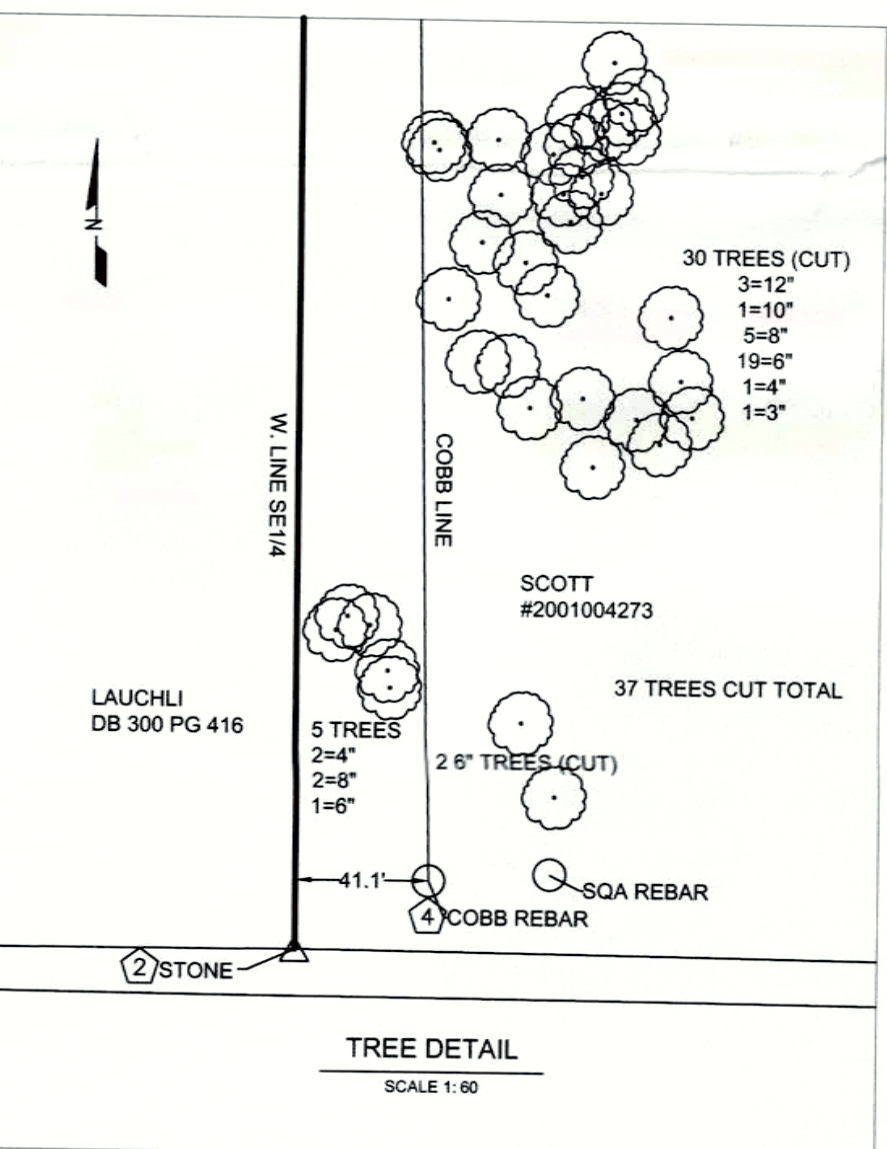 N
30 TREES (CUT)
3=12"
1=10"
5=8"
19=6"
1=4"
1=3"
W. LINE SE1/4
COBB LINE
SCOTT
#2001004273
37 TREES CUT TOTAL
LAUCHLI
DB 300 PG 416
5 TREES
2=4"
2=8"
1=6"
2 6" TREES (CUT)
41.1'
SQA REBAR
4 COBB REBAR
2 STONE
TREE DETAIL
SCALE 1: 60